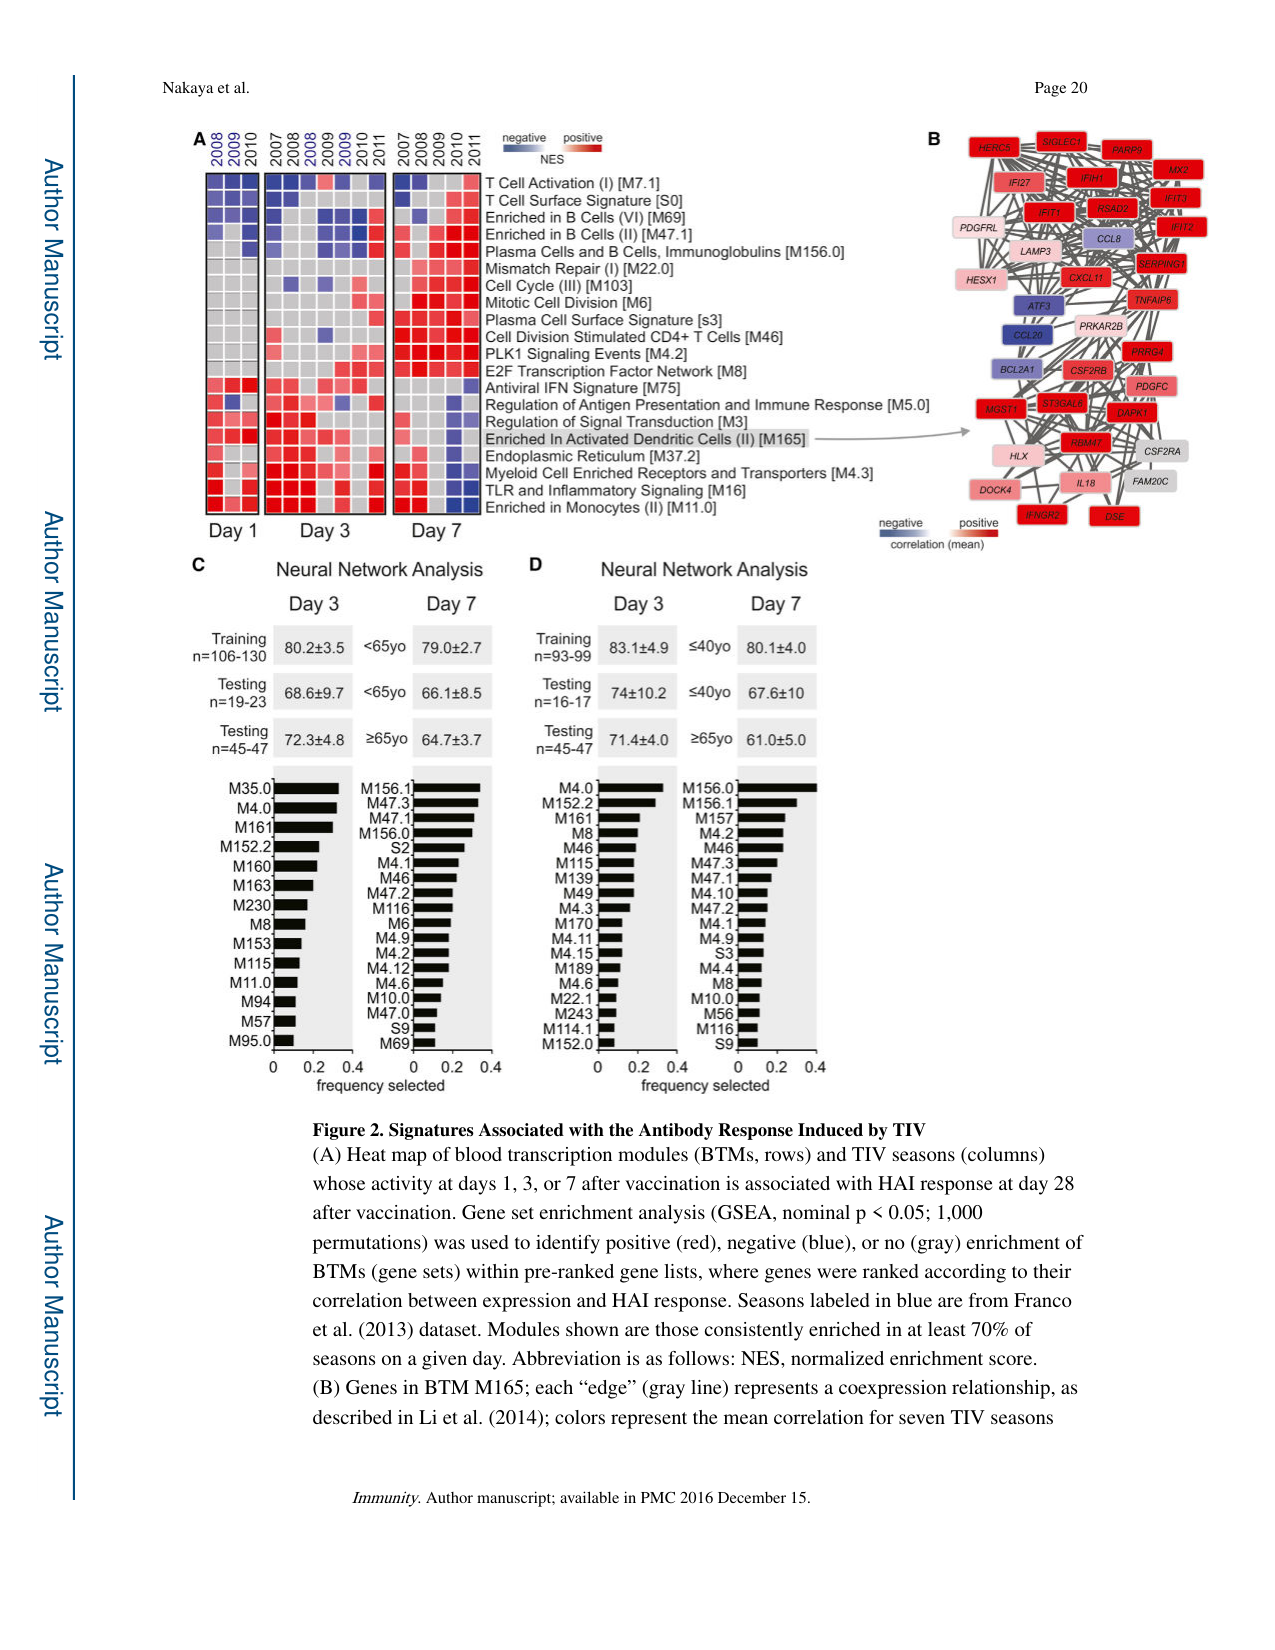 Nakaya et al.
Page 20
Author Manuscript
Author Manuscript
Author Manuscript
Author Manuscript
A
2008
2009
2010
2007
2008
2008
2009
2009
2010
2011
2007
2008
2009
2010
2011
negative positive
NES
T Cell Activation (I) [M7.1]
T Cell Surface Signature [S0]
Enriched in B Cells (VI) [M69]
Enriched in B Cells (II) [M47.1]
Plasma Cells and B Cells, Immunoglobulins [M156.0]
Mismatch Repair (I) [M22.0]
Cell Cycle (III) [M103]
Mitotic Cell Division [M6]
Plasma Cell Surface Signature [s3]
Cell Division Stimulated CD4+ T Cells [M46]
PLK1 Signaling Events [M4.2]
E2F Transcription Factor Network [M8]
Antiviral IFN Signature [M75]
Regulation of Antigen Presentation and Immune Response [M5.0]
Regulation of Signal Transduction [M3]
Enriched In Activated Dendritic Cells (II) [M165]
Endoplasmic Reticulum [M37.2]
Myeloid Cell Enriched Receptors and Transporters [M4.3]
TLR and Inflammatory Signaling [M16]
Enriched in Monocytes (II) [M11.0]
Day 1
Day 3
Day 7
B
HERC5
SIGLEC1
PARP9
MX2
IFI27
IFIH1
IFIT3
IFIT1
RSAD2
IFIT2
PDGFRL
CCL8
LAMP3
SERPING1
HESX1
CXCL11
ATF3
TNFAIP6
CCL20
PRKAR2B
PRRG4
BCL2A1
CSF2RB
PDGFC
MGST1
ST3GAL6
DAPK1
RBM47
HLX
CSF2RA
DOCK4
IL18
FAM20C
IFNGR2
DSE
negative positive
correlation (mean)
C
Neural Network Analysis
Day 3 Day 7
Training
n=106-130
80.2±3.5 <65yo 79.0±2.7
Testing
n=19-23
68.6±9.7 <65yo 66.1±8.5
Testing
n=45-47
72.3±4.8 ≥65yo 64.7±3.7
M35.0
M4.0
M161
M152.2
M160
M163
M230
M8
M153
M115
M11.0
M94
M57
M95.0
0 0.2 0.4
M156.1
M47.3
M47.1
M156.0
S2
M4.1
M46
M47.2
M116
M6
M4.9
M4.2
M4.12
M4.6
M10.0
M47.0
S9
M69
0 0.2 0.4
frequency selected
D
Neural Network Analysis
Day 3 Day 7
Training
n=93-99
83.1±4.9 ≤40yo 80.1±4.0
Testing
n=16-17
74±10.2 ≤40yo 67.6±10
Testing
n=45-47
71.4±4.0 ≥65yo 61.0±5.0
M4.0
M152.2
M161
M8
M46
M115
M139
M49
M4.3
M170
M4.11
M4.15
M189
M4.6
M22.1
M243
M114.1
M152.0
0 0.2 0.4
M156.0
M156.1
M157
M4.2
M46
M47.3
M47.1
M4.10
M47.2
M4.1
M4.9
S3
M4.4
M8
M10.0
M56
M116
S9
0 0.2 0.4
frequency selected
Figure 2. Signatures Associated with the Antibody Response Induced by TIV
(A) Heat map of blood transcription modules (BTMs, rows) and TIV seasons (columns)
whose activity at days 1, 3, or 7 after vaccination is associated with HAI response at day 28
after vaccination. Gene set enrichment analysis (GSEA, nominal p < 0.05; 1,000
permutations) was used to identify positive (red), negative (blue), or no (gray) enrichment of
BTMs (gene sets) within pre-ranked gene lists, where genes were ranked according to their
correlation between expression and HAI response. Seasons labeled in blue are from Franco
et al. (2013) dataset. Modules shown are those consistently enriched in at least 70% of
seasons on a given day. Abbreviation is as follows: NES, normalized enrichment score.
(B) Genes in BTM M165; each “edge” (gray line) represents a coexpression relationship, as
described in Li et al. (2014); colors represent the mean correlation for seven TIV seasons
Immunity. Author manuscript; available in PMC 2016 December 15.